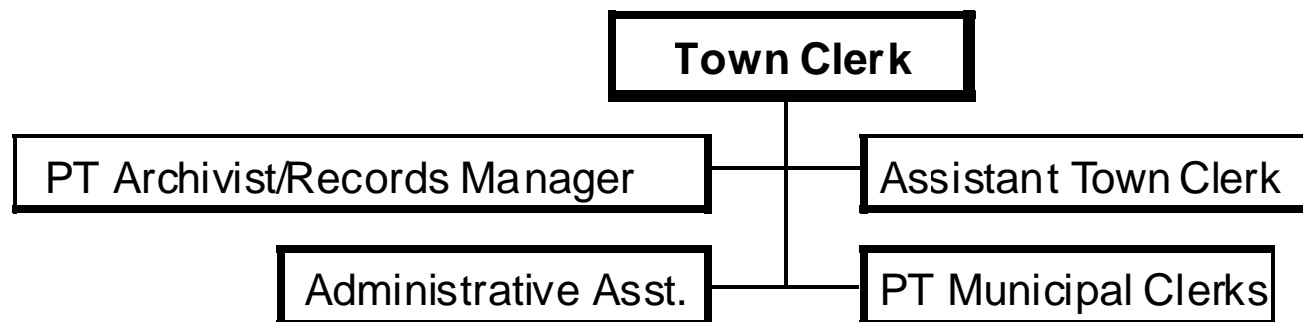 Town Clerk
PT Archivist/Records Manager
Assistant Town Clerk
Administrative Asst.
PT Municipal Clerks